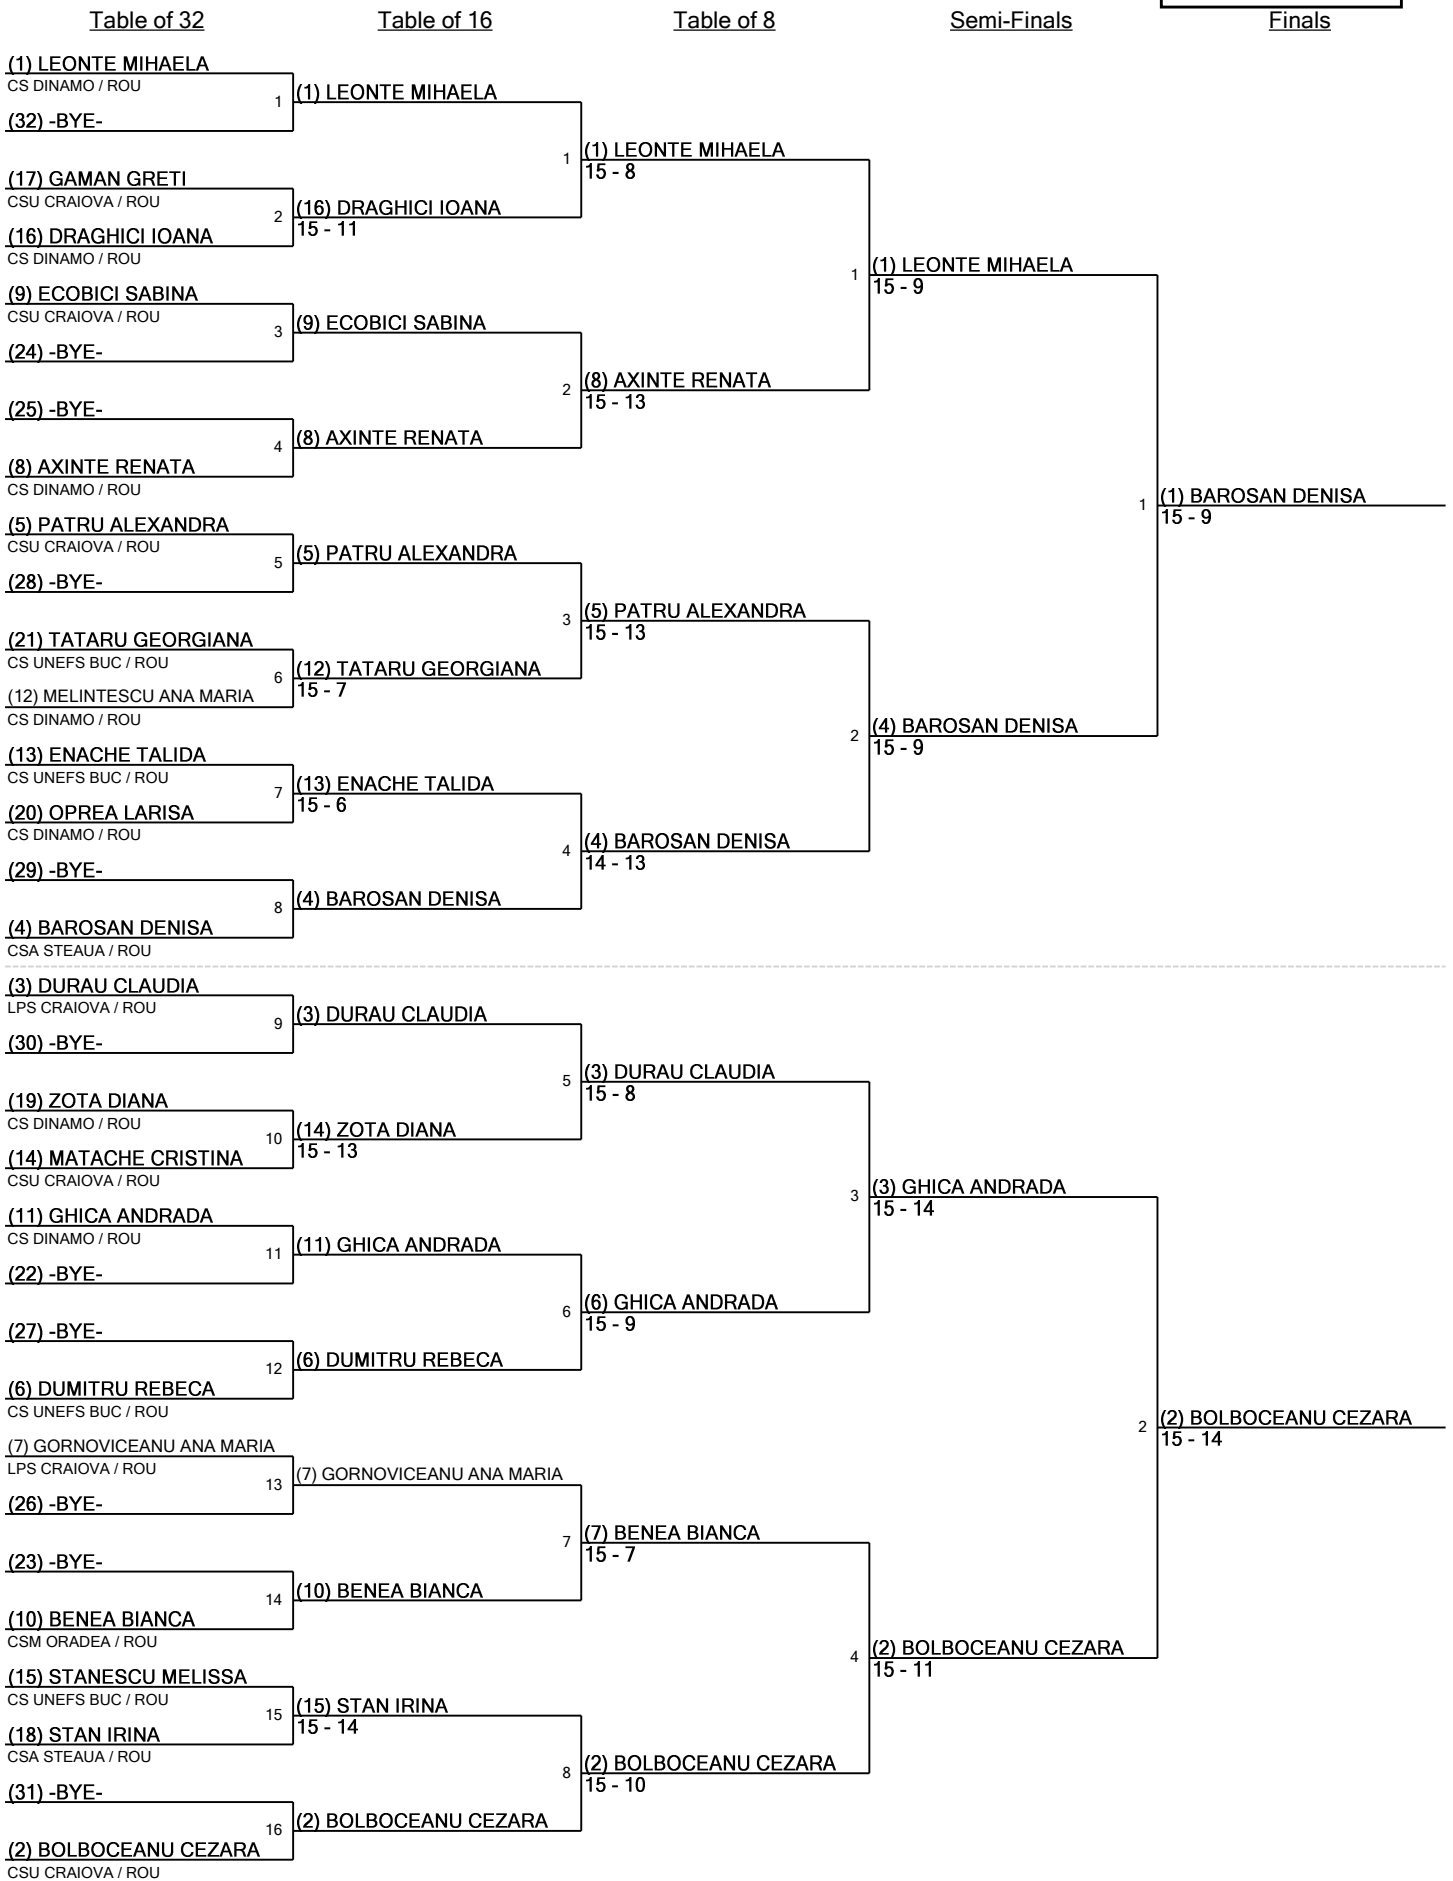 Table of 32
Table of 16
Table of 8
Semi-Finals
Finals
(1) LEONTE MIHAELA
CS DINAMO / ROU
1
(32) -BYE-
(17) GAMAN GRETI
CSU CRAIOVA / ROU
2
(16) DRAGHICI IOANA
CS DINAMO / ROU
(9) ECOBICI SABINA
CSU CRAIOVA / ROU
3
(24) -BYE-
(25) -BYE-
4
(8) AXINTE RENATA
CS DINAMO / ROU
(5) PATRU ALEXANDRA
CSU CRAIOVA / ROU
5
(28) -BYE-
(21) TATARU GEORGIANA
CS UNEFS BUC / ROU
6
(12) MELINTESCU ANA MARIA
CS DINAMO / ROU
(13) ENACHE TALIDA
CS UNEFS BUC / ROU
7
(20) OPREA LARISA
CS DINAMO / ROU
(29) -BYE-
8
(4) BAROSAN DENISA
CSA STEAUA / ROU
(3) DURAU CLAUDIA
LPS CRAIOVA / ROU
9
(30) -BYE-
(19) ZOTA DIANA
CS DINAMO / ROU
10
(14) MATACHE CRISTINA
CSU CRAIOVA / ROU
(11) GHICA ANDRADA
CS DINAMO / ROU
11
(22) -BYE-
(27) -BYE-
12
(6) DUMITRU REBECA
CS UNEFS BUC / ROU
(7) GORNOVICEANU ANA MARIA
LPS CRAIOVA / ROU
13
(26) -BYE-
(23) -BYE-
14
(10) BENEA BIANCA
CSM ORADEA / ROU
(15) STANESCU MELISSA
CS UNEFS BUC / ROU
15
(18) STAN IRINA
CSA STEAUA / ROU
(31) -BYE-
16
(2) BOLBOCEANU CEZARA
CSU CRAIOVA / ROU
(1) LEONTE MIHAELA
1
(16) DRAGHICI IOANA
15 - 11
(9) ECOBICI SABINA
2
(8) AXINTE RENATA
(5) PATRU ALEXANDRA
3
(12) TATARU GEORGIANA
15 - 7
(13) ENACHE TALIDA
15 - 6
4
(4) BAROSAN DENISA
(3) DURAU CLAUDIA
5
(14) ZOTA DIANA
15 - 13
(11) GHICA ANDRADA
6
(6) DUMITRU REBECA
(7) GORNOVICEANU ANA MARIA
7
(10) BENEA BIANCA
(15) STAN IRINA
15 - 14
8
(2) BOLBOCEANU CEZARA
(1) LEONTE MIHAELA
15 - 8
1
(8) AXINTE RENATA
15 - 13
(5) PATRU ALEXANDRA
15 - 13
2
(4) BAROSAN DENISA
14 - 13
(3) DURAU CLAUDIA
15 - 8
3
(6) GHICA ANDRADA
15 - 9
(7) BENEA BIANCA
15 - 7
4
(2) BOLBOCEANU CEZARA
15 - 10
(1) LEONTE MIHAELA
15 - 9
1
(4) BAROSAN DENISA
15 - 9
(3) GHICA ANDRADA
15 - 14
2
(2) BOLBOCEANU CEZARA
15 - 11
(1) BAROSAN DENISA
15 - 9
(2) BOLBOCEANU CEZARA
15 - 14